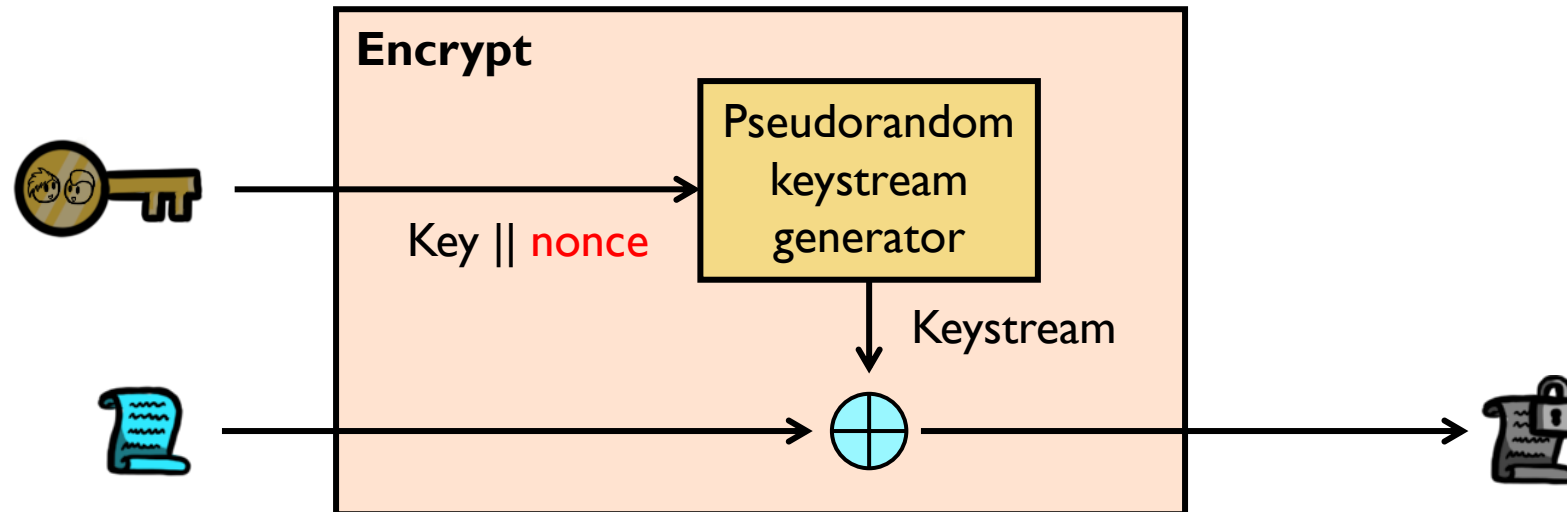 Encrypt
Pseudorandom
keystream
generator
Key || nonce
Keystream